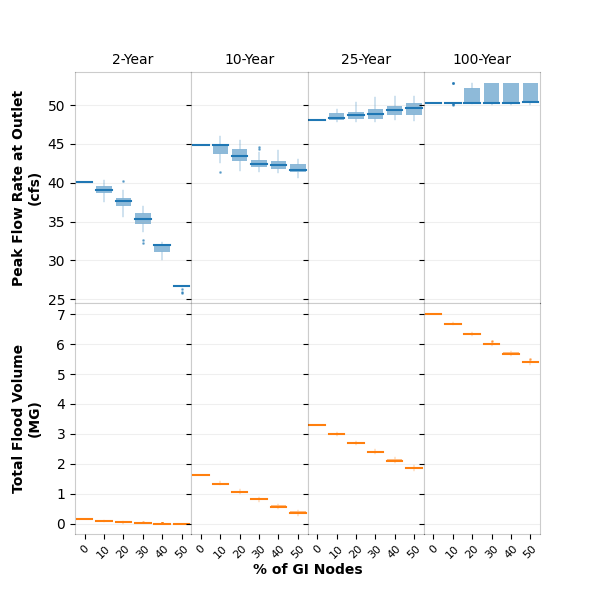 2-Year 10-Year 25-Year 100-Year
Peak Flow Rate at Outlet
(cfs)
50
45
40
35
30
25
Total Flood Volume
(MG)
7
6
5
4
3
2
1
0
0 10 20 30 40 50 0 10 20 30 40 50 0 10 20 30 40 50 0 10 20 30 40 50
% of GI Nodes